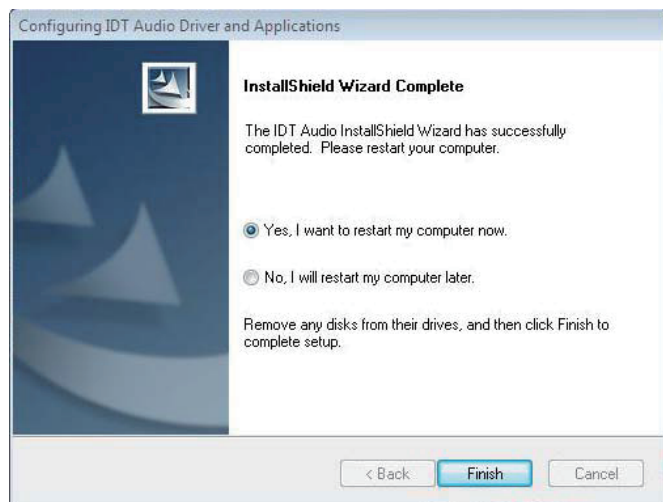 Configuring IDT Audio Driver and Applications
InstallShield Wizard Complete
The IDT Audio InstallShield Wizard has successfully
completed.  Please restart your computer.
Yes, I want to restart my computer now.
No, I will restart my computer later.
Remove any disks from their drives, and then click Finish to
complete setup.
< Back
Finish
Cancel